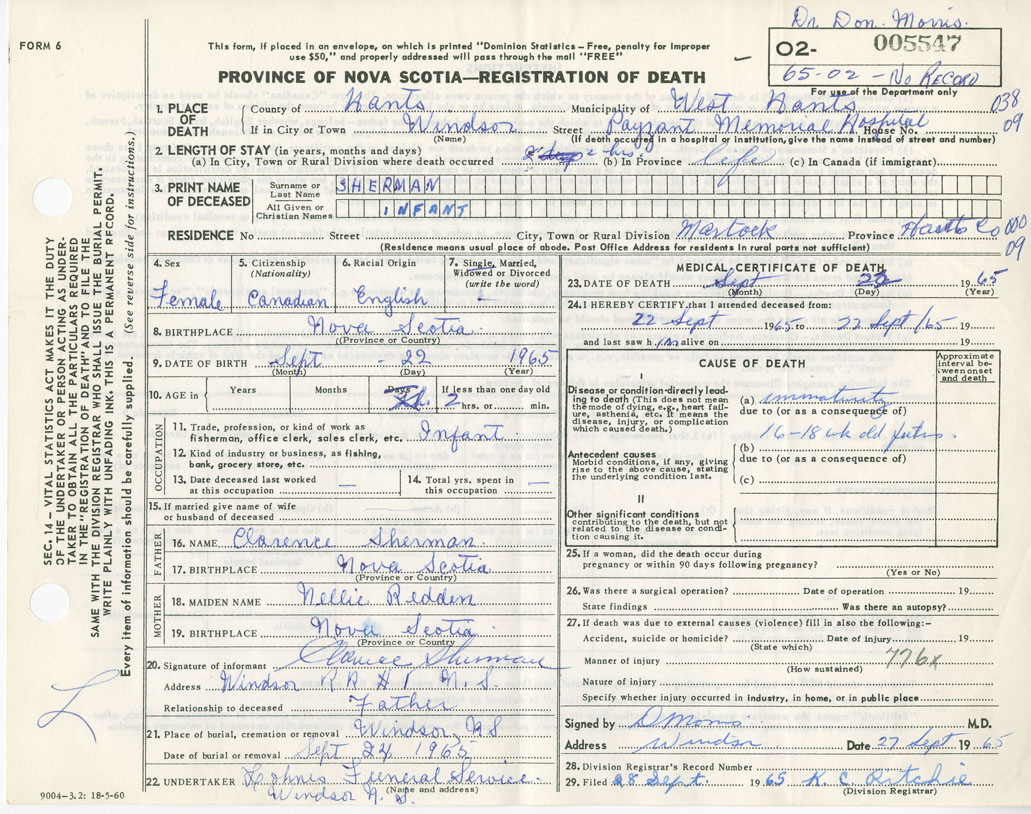 Dr. Don. Morris.
FORM 6
This form, if placed in an envelope, on which is printed "Dominion Statistics—Free, penalty for improper
use $50," and properly addressed will pass through the mail "FREE"
O2- 005547
65-02 - No RECORD
For use of the Department only
PROVINCE OF NOVA SCOTIA—REGISTRATION OF DEATH
1. PLACE OF DEATH
County of Hants Municipality of West Hants 038
If in City or Town Windsor Street Payzant Memorial Hospital House No. 09
(Name) (If death occurred in a hospital or institution, give the name instead of street and number)
2. LENGTH OF STAY (in years, months and days)
(a) In City, Town or Rural Division where death occurred 2 hrs (b) In Province life (c) In Canada (if immigrant)
3. PRINT NAME OF DECEASED
Surname or Last Name SHERMAN
All Given or Christian Names INFANT
RESIDENCE No Street City, Town or Rural Division Martock Province Hants Co 000
(Residence means usual place of abode. Post Office Address for residents in rural parts not sufficient) 09
4. Sex Female
5. Citizenship (Nationality) Canadian
6. Racial Origin English
7. Single, Married, Widowed or Divorced (write the word) —
8. BIRTHPLACE Nova Scotia
(Province or Country)
9. DATE OF BIRTH Sept - 22 1965
(Month) (Day) (Year)
10. AGE in Years Months Days If less than one day old
2 hrs. or min.
OCCUPATION
11. Trade, profession, or kind of work as
fisherman, office clerk, sales clerk, etc. Infant
12. Kind of industry or business, as fishing,
bank, grocery store, etc.
13. Date deceased last worked
at this occupation —
14. Total yrs. spent in
this occupation —
15. If married give name of wife
or husband of deceased
FATHER
16. NAME Clarence Sherman
17. BIRTHPLACE Nova Scotia
(Province or Country)
MOTHER
18. MAIDEN NAME Nellie Redden
19. BIRTHPLACE Nova Scotia
(Province or Country)
20. Signature of informant Clarence Sherman
Address Windsor R R # 1 N. S.
Relationship to deceased Father
21. Place of burial, cremation or removal Windsor, N S
Date of burial or removal Sept 24 1965
22. UNDERTAKER Funeral Service
(Name and address)
Windsor N. S.
MEDICAL CERTIFICATE OF DEATH
23. DATE OF DEATH Sept 22 1965
(Month) (Day) (Year)
24. I HEREBY CERTIFY, that I attended deceased from:
22 Sept 1965 to 22 Sept/65 19
and last saw h alive on 19
CAUSE OF DEATH
Approximate interval between onset and death
I
Disease or condition directly leading to death (This does not mean the mode of dying, e.g., heart failure, asthenia, etc. It means the disease, injury, or complication which caused death.)
(a) immaturity
due to (or as a consequence of)
16-18 wk old fetus.
Antecedent causes
Morbid conditions, if any, giving rise to the above cause, stating the underlying condition last.
(b)
due to (or as a consequence of)
(c)
II
Other significant conditions
contributing to the death, but not related to the disease or condition causing it.
25. If a woman, did the death occur during
pregnancy or within 90 days following pregnancy?
(Yes or No)
26. Was there a surgical operation? Date of operation 19
State findings Was there an autopsy?
27. If death was due to external causes (violence) fill in also the following:-
Accident, suicide or homicide? Date of injury 19
(State which)
Manner of injury 776x
(How sustained)
Nature of injury
Specify whether injury occurred in industry, in home, or in public place
Signed by D Morris M.D.
Address Windsor Date 27 Sept 1965
28. Division Registrar's Record Number
29. Filed 28 Sept. 1965 K. C. Ritchie
(Division Registrar)
SEC. 14—VITAL STATISTICS ACT MAKES IT THE DUTY
OF THE UNDERTAKER OR PERSON ACTING AS UNDER-
TAKER TO OBTAIN ALL THE PARTICULARS REQUIRED
IN THE "REGISTRATION OF DEATH" AND TO FILE THE
SAME WITH THE DIVISION REGISTRAR WHO SHALL ISSUE THE BURIAL PERMIT.
WRITE PLAINLY WITH UNFADING INK. THIS IS A PERMANENT RECORD.
Every item of information should be carefully supplied. (See reverse side for instructions.)
9004-3.2: 18-5-60